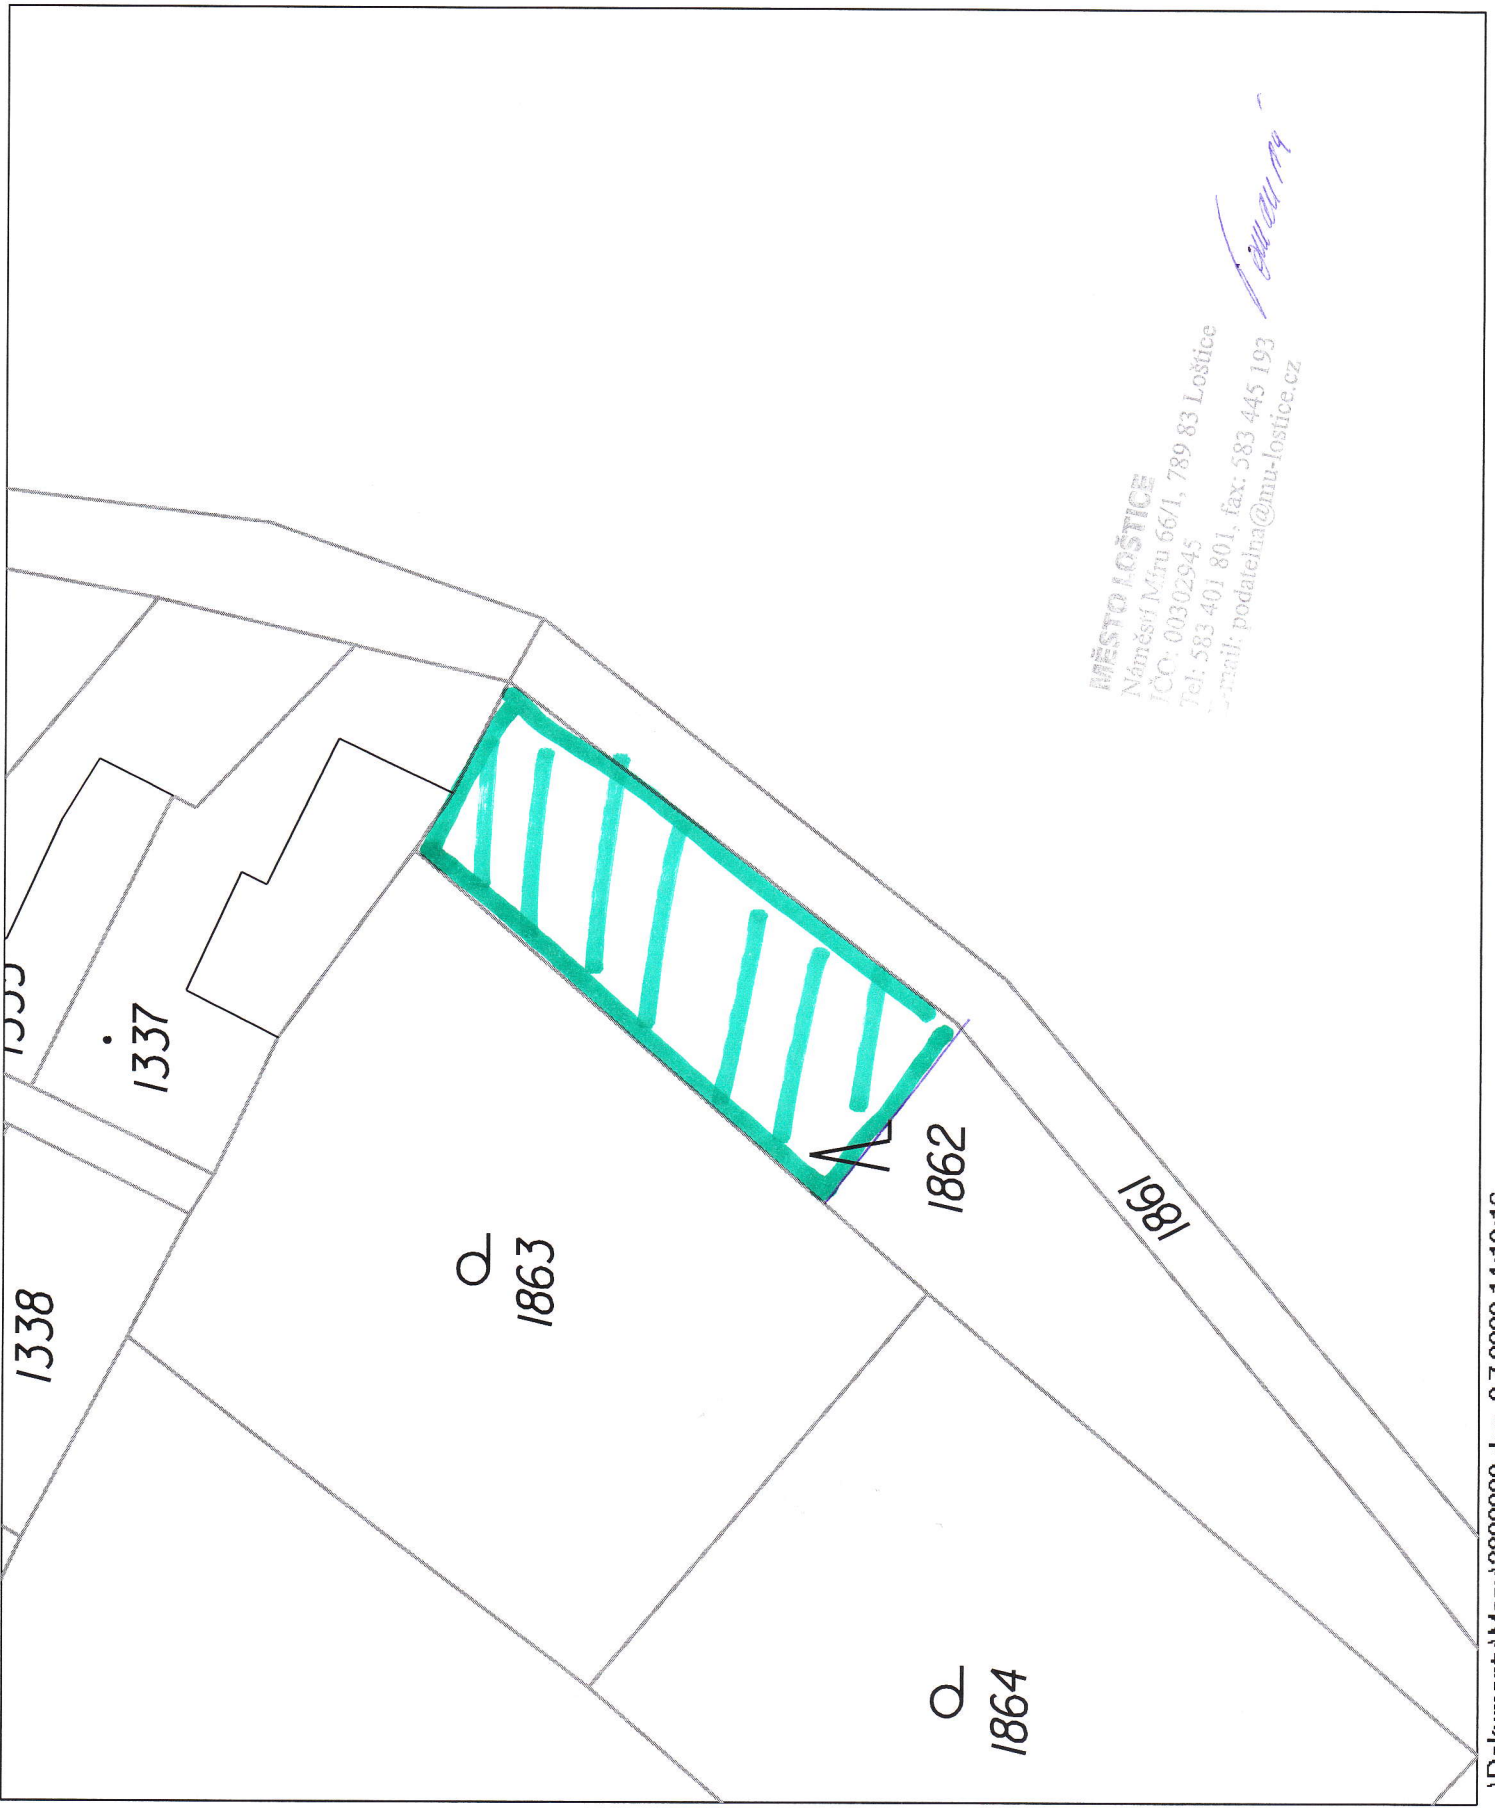 1338
1337
1863
1864
1862
1861
MĚSTO LOŠTICE
Náměstí Míru 66/1, 789 83 Loštice
IČO: 00302945
Tel: 583 401 801, fax: 583 445 193
e-mail: podatelna@mu-lostice.cz